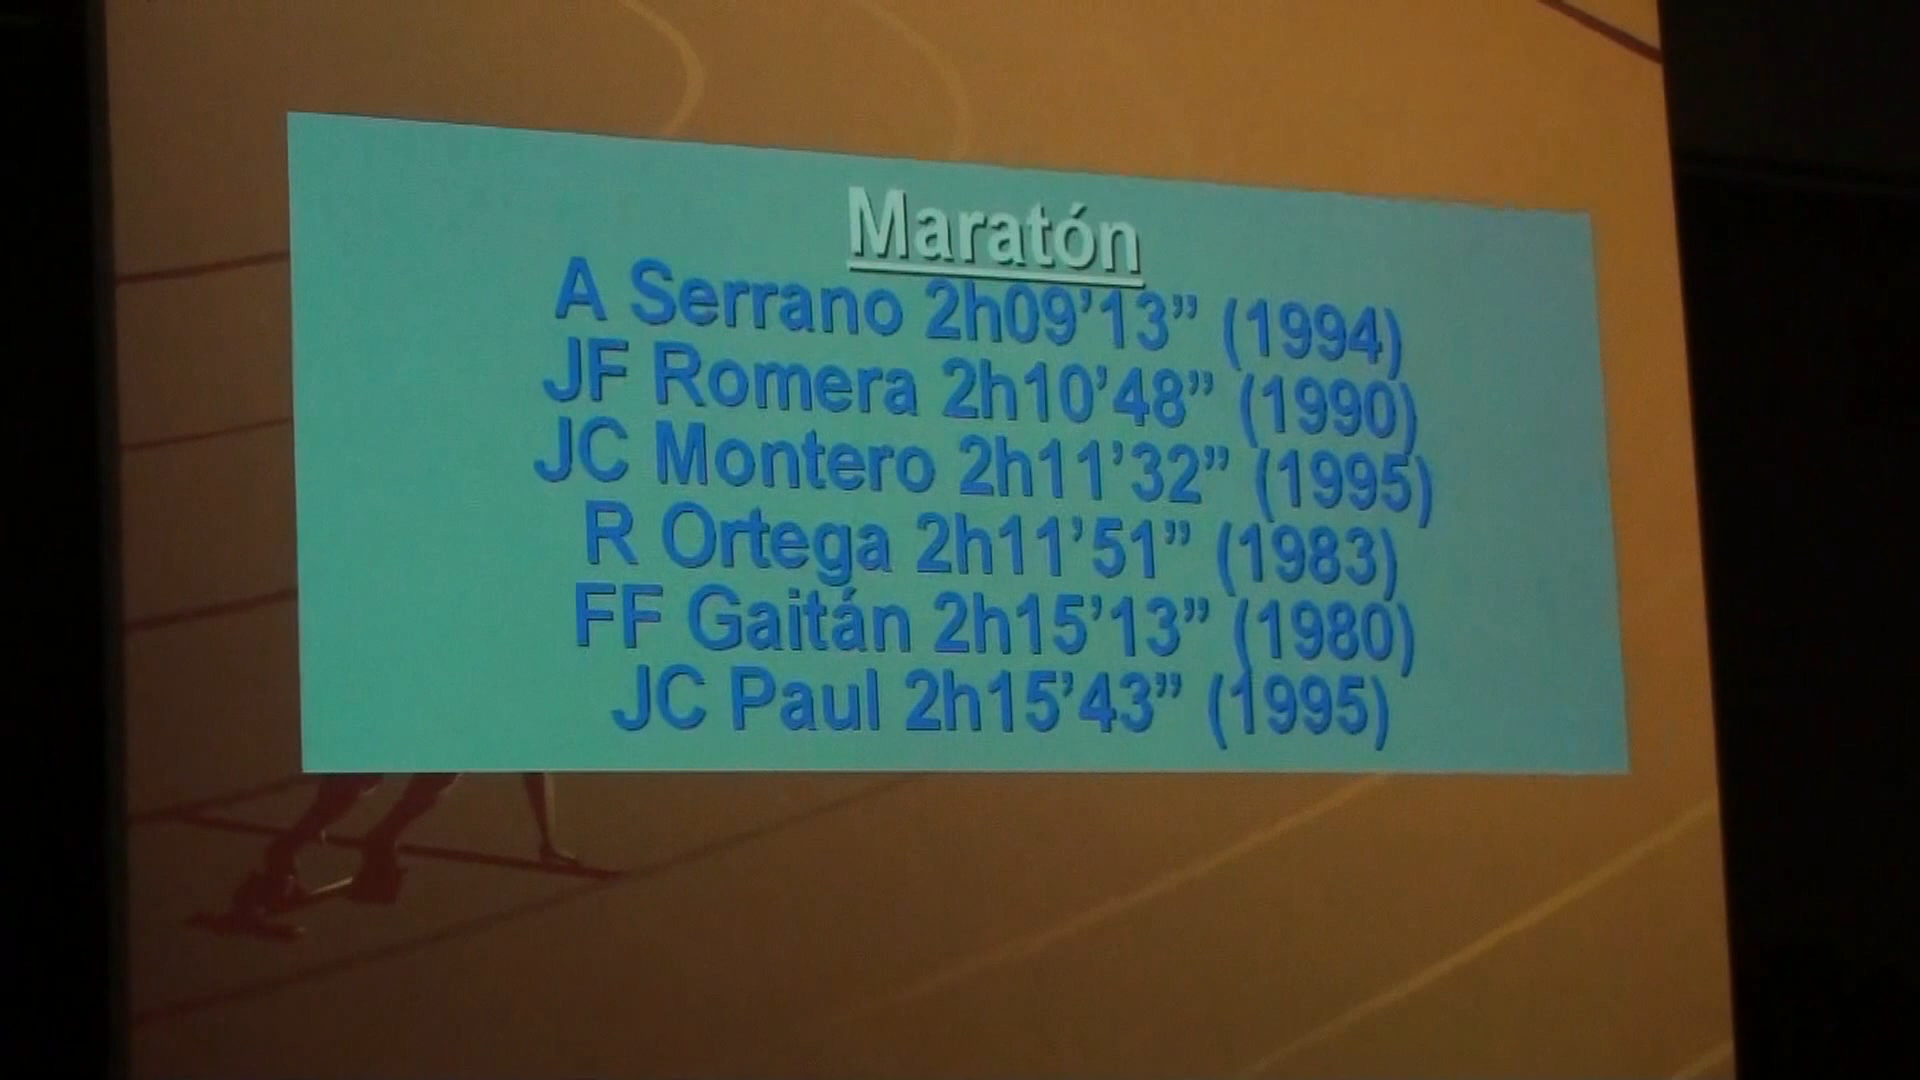 Maratón
A Serrano 2h09’13” (1994)
JF Romera 2h10’48” (1990)
JC Montero 2h11’32” (1995)
R Ortega 2h11’51” (1983)
FF Gaitán 2h15’13” (1980)
JC Paul 2h15’43” (1995)